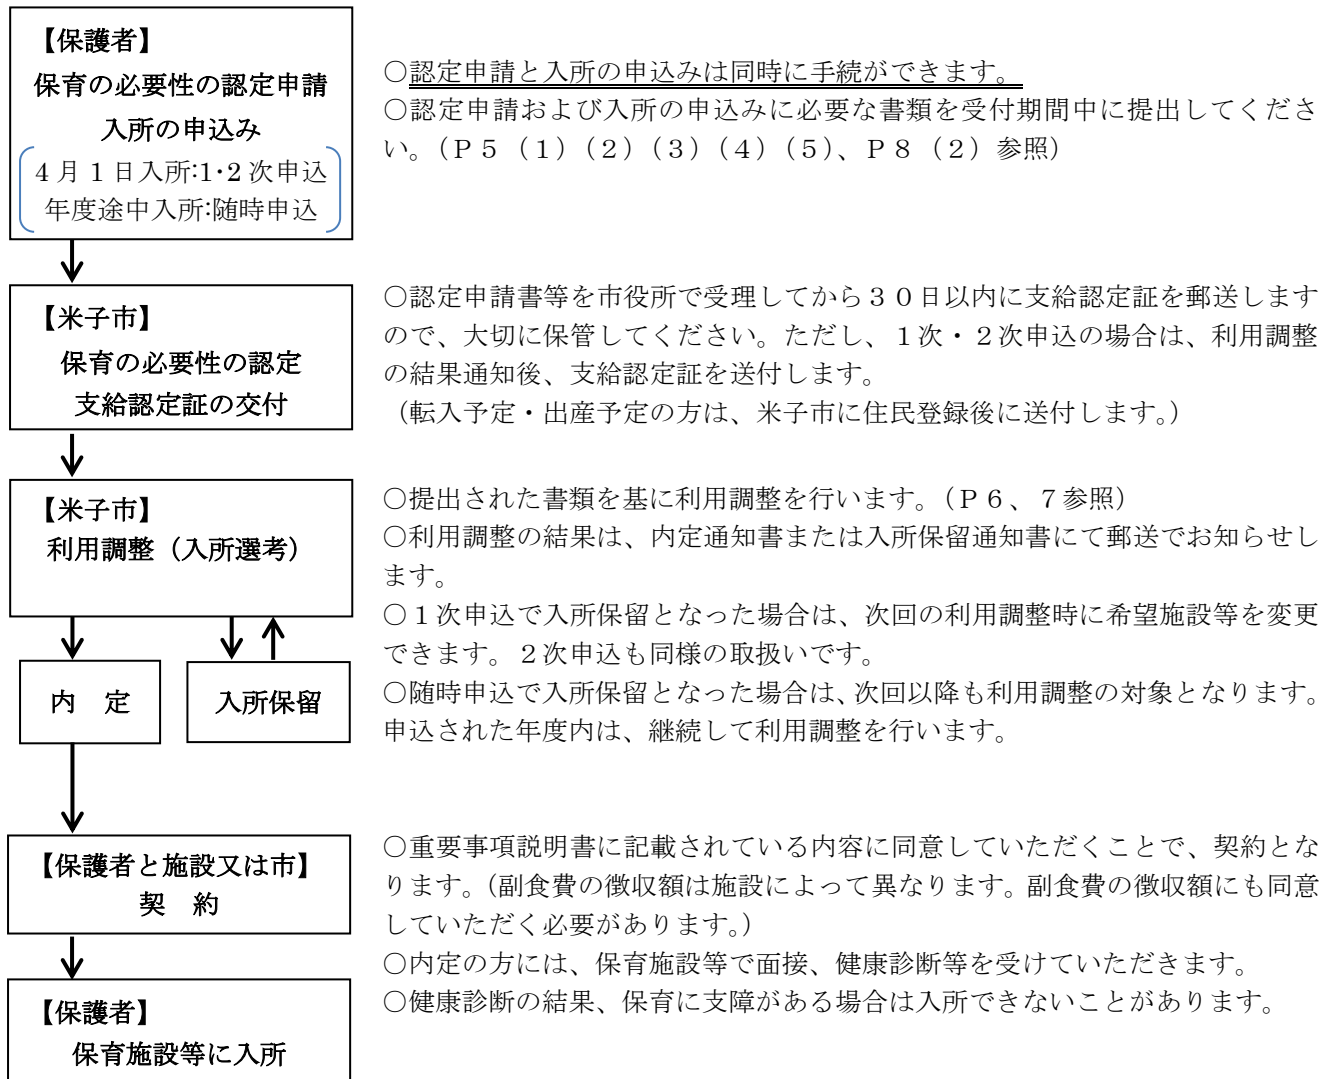 【保護者】
保育の必要性の認定申請
入所の申込み
4月1日入所:1・2次申込
年度途中入所:随時申込
○認定申請と入所の申込みは同時に手続ができます。
○認定申請および入所の申込みに必要な書類を受付期間中に提出してくださ
い。（Ｐ５（１）（２）（３）（４）（５）、Ｐ８（２）参照）
【米子市】
保育の必要性の認定
支給認定証の交付
○認定申請書等を市役所で受理してから３０日以内に支給認定証を郵送します
ので、大切に保管してください。ただし、１次・２次申込の場合は、利用調整
の結果通知後、支給認定証を送付します。
（転入予定・出産予定の方は、米子市に住民登録後に送付します。）
【米子市】
利用調整（入所選考）
○提出された書類を基に利用調整を行います。（Ｐ６、７参照）
○利用調整の結果は、内定通知書または入所保留通知書にて郵送でお知らせし
ます。
○１次申込で入所保留となった場合は、次回の利用調整時に希望施設等を変更
できます。２次申込も同様の取扱いです。
○随時申込で入所保留となった場合は、次回以降も利用調整の対象となります。
申込された年度内は、継続して利用調整を行います。
内　定
入所保留
【保護者と施設又は市】
契　約
○重要事項説明書に記載されている内容に同意していただくことで、契約とな
ります。（副食費の徴収額は施設によって異なります。副食費の徴収額にも同意
していただく必要があります。）
○内定の方には、保育施設等で面接、健康診断等を受けていただきます。
○健康診断の結果、保育に支障がある場合は入所できないことがあります。
【保護者】
保育施設等に入所